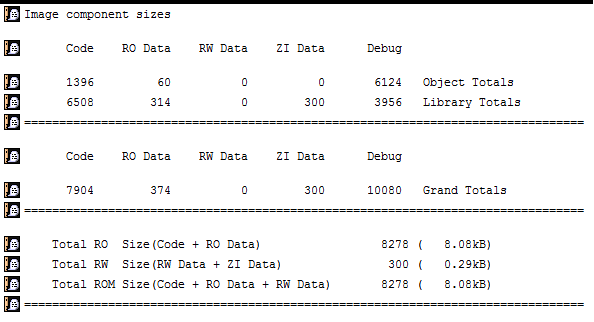 Image component sizes
Code RO Data RW Data ZI Data Debug
1396 60 0 0 6124 Object Totals
6508 314 0 300 3956 Library Totals
================================================================================
Code RO Data RW Data ZI Data Debug
7904 374 0 300 10080 Grand Totals
================================================================================
Total RO Size(Code + RO Data) 8278 ( 8.08kB)
Total RW Size(RW Data + ZI Data) 300 ( 0.29kB)
Total ROM Size(Code + RO Data + RW Data) 8278 ( 8.08kB)
================================================================================